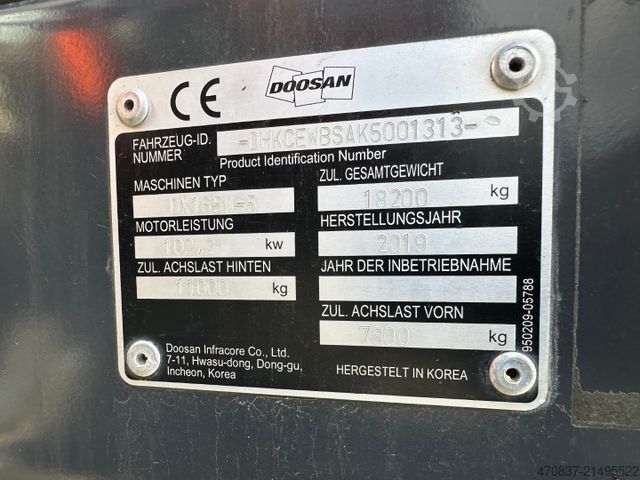 CE DOOSAN
FAHRZEUG-ID. NUMMER -DHKCEWBSAK5001313-
Product Identification Number
MASCHINEN TYP
ZUL. GESAMTGEWICHT
18200 kg
MOTORLEISTUNG
kw
HERSTELLUNGSJAHR
2019
ZUL. ACHSLAST HINTEN
11000 kg
JAHR DER INBETRIEBNAHME
ZUL. ACHSLAST VORN
7800 kg
Doosan Infracore Co., Ltd.
7-11, Hwasu-dong, Dong-gu,
Incheon, Korea
HERGESTELLT IN KOREA
950209-05788
470837-21495522